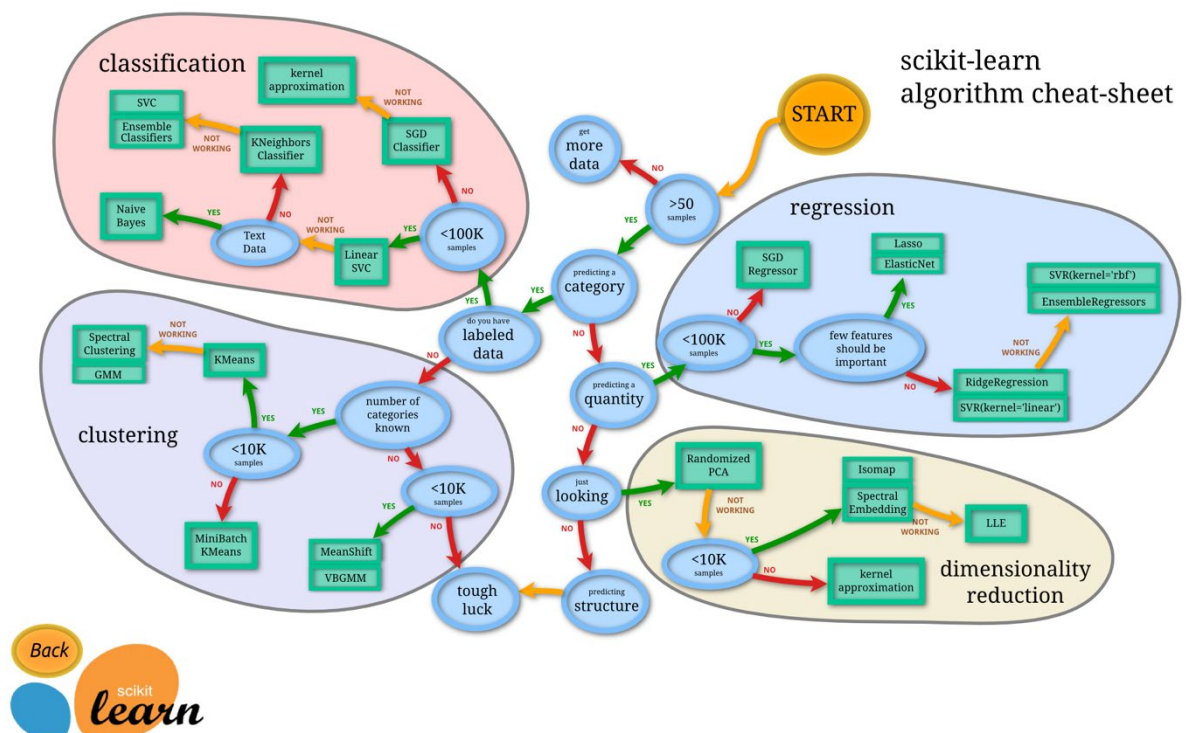 scikit-learn
algorithm cheat-sheet
START
get
more
data
NO
>50
samples
YES
predicting a
category
YES
NO
do you have
labeled
data
YES
NO
predicting a
quantity
YES
NO
just
looking
YES
NO
predicting
structure
tough
luck
classification
kernel
approximation
NOT
WORKING
SGD
Classifier
NO
SVC
Ensemble
Classifiers
NOT
WORKING
KNeighbors
Classifier
NO
Naive
Bayes
YES
Text
Data
NOT
WORKING
Linear
SVC
YES
<100K
samples
regression
SGD
Regressor
NO
<100K
samples
YES
Lasso
ElasticNet
YES
few features
should be
important
NO
SVR(kernel='rbf')
EnsembleRegressors
NOT
WORKING
RidgeRegression
SVR(kernel='linear')
clustering
Spectral
Clustering
GMM
NOT
WORKING
KMeans
YES
number of
categories
known
YES
NO
<10K
samples
NO
MiniBatch
KMeans
<10K
samples
YES
NO
MeanShift
VBGMM
dimensionality
reduction
Randomized
PCA
NOT
WORKING
<10K
samples
YES
NO
Isomap
Spectral
Embedding
NOT
WORKING
LLE
kernel
approximation
Back
scikit
learn